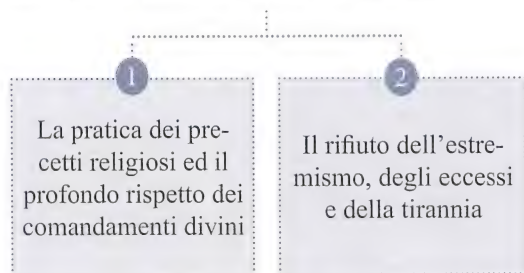 1
La pratica dei pre-
cetti religiosi ed il
profondo rispetto dei
comandamenti divini
2
Il rifiuto dell'estre-
mismo, degli eccessi
e della tirannia